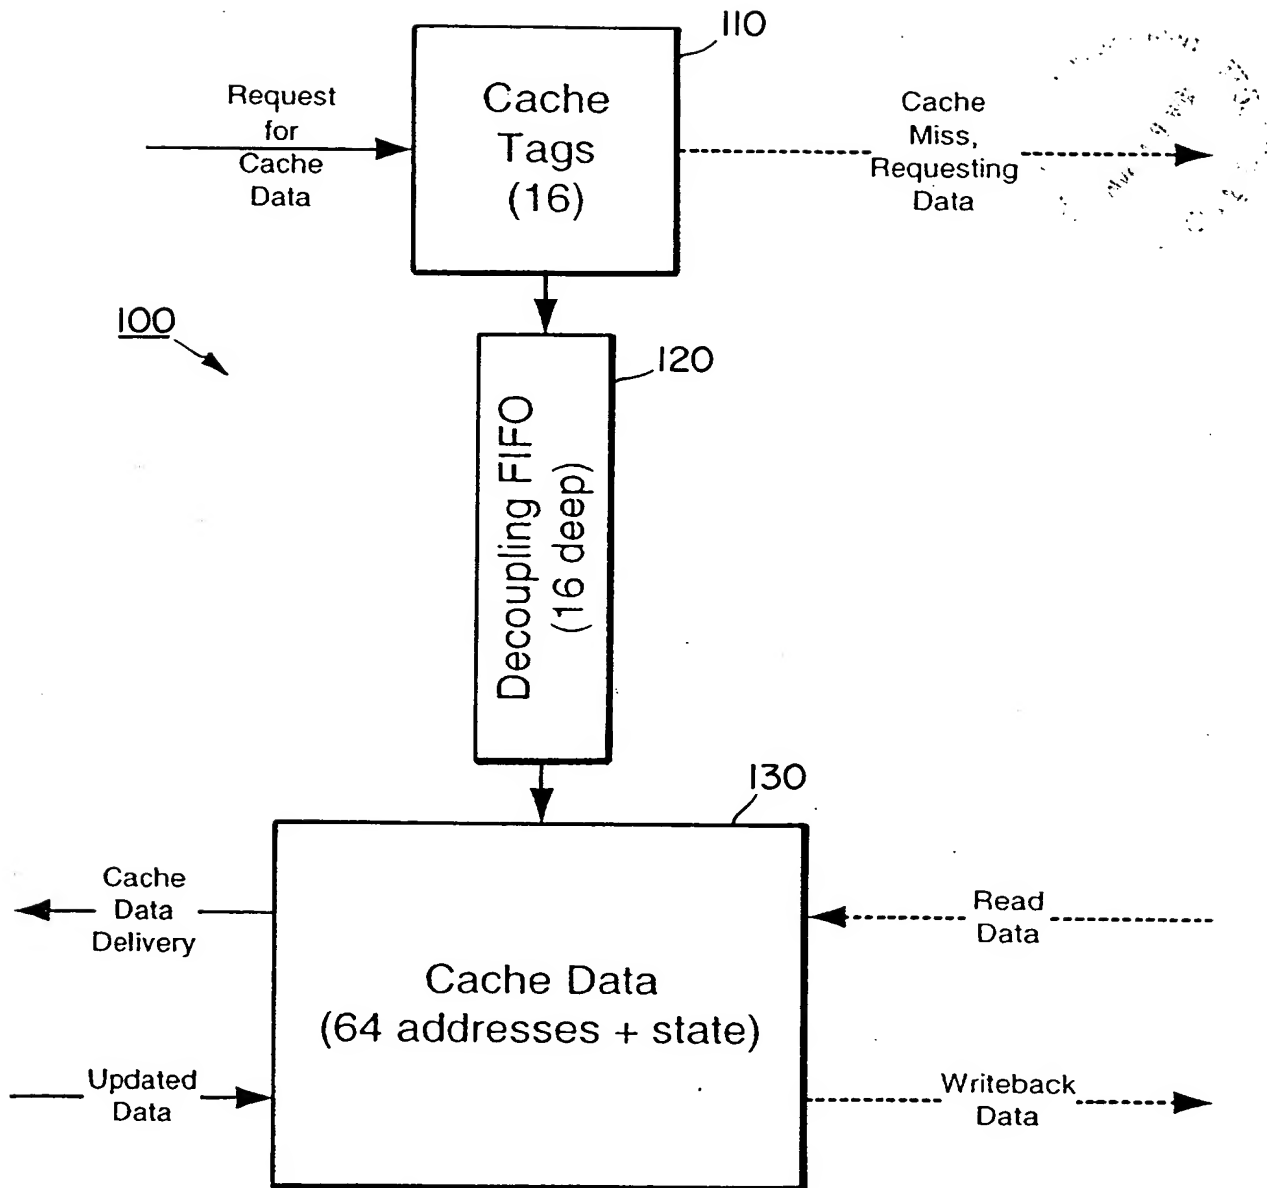 110
Cache
Tags
(16)
Request
for
Cache
Data
Cache
Miss,
Requesting
Data
100
120
Decoupling FIFO
(16 deep)
130
Cache
Data
Delivery
Read
Data
Cache Data
(64 addresses + state)
Updated
Data
Writeback
Data